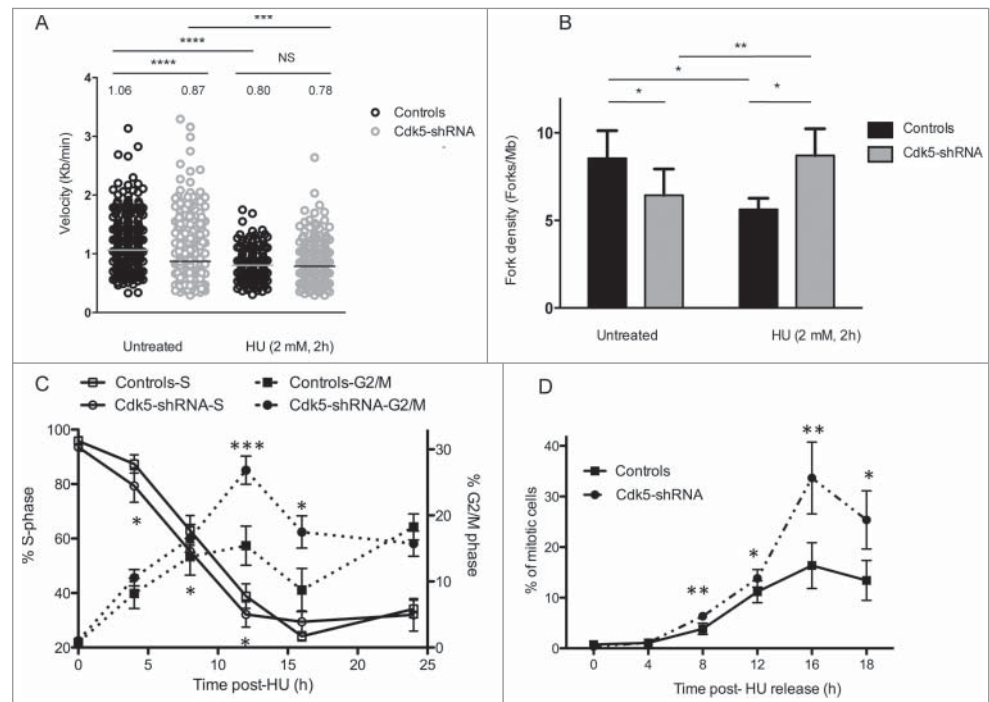 A
***
****
****
NS
1.06 0.87 0.80 0.78
4
3
2
1
0
Velocity (Kb/min)
Untreated HU (2 mM, 2h)
Controls
Cdk5-shRNA
B
**
*
* *
10
5
0
Fork density (Forks/Mb)
Untreated HU (2 mM, 2h)
Controls
Cdk5-shRNA
C
Controls-S Controls-G2/M
Cdk5-shRNA-S Cdk5-shRNA-G2/M
100
80
60
40
20
% S-phase
30
20
10
0
% G2/M phase
***
*
*
*
*
0 5 10 15 20 25
Time post-HU (h)
D
Controls
Cdk5-shRNA
40
30
20
10
0
% of mitotic cells
**
*
*
**
0 4 8 12 16 18
Time post- HU release (h)